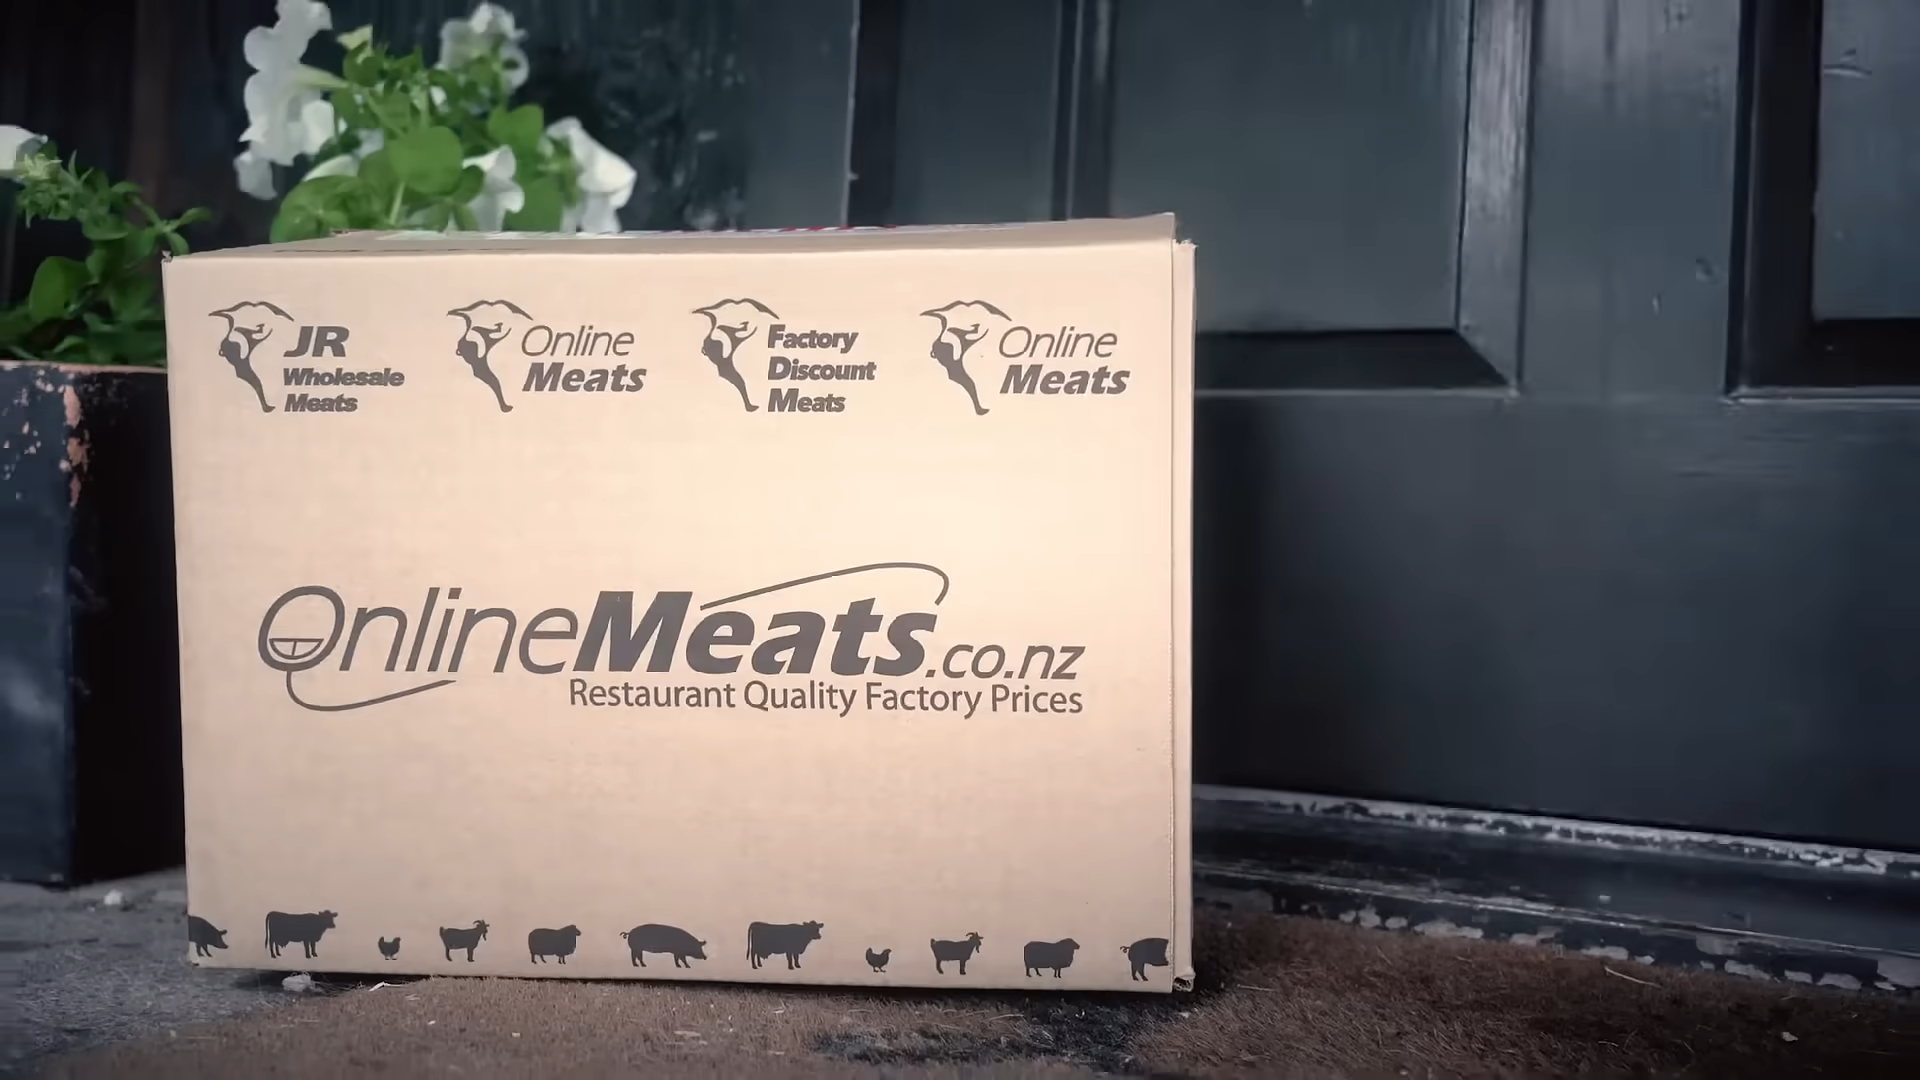 JR
Wholesale
Meats
Online
Meats
Factory
Discount
Meats
Online
Meats
OnlineMeats.co.nz
Restaurant Quality Factory Prices